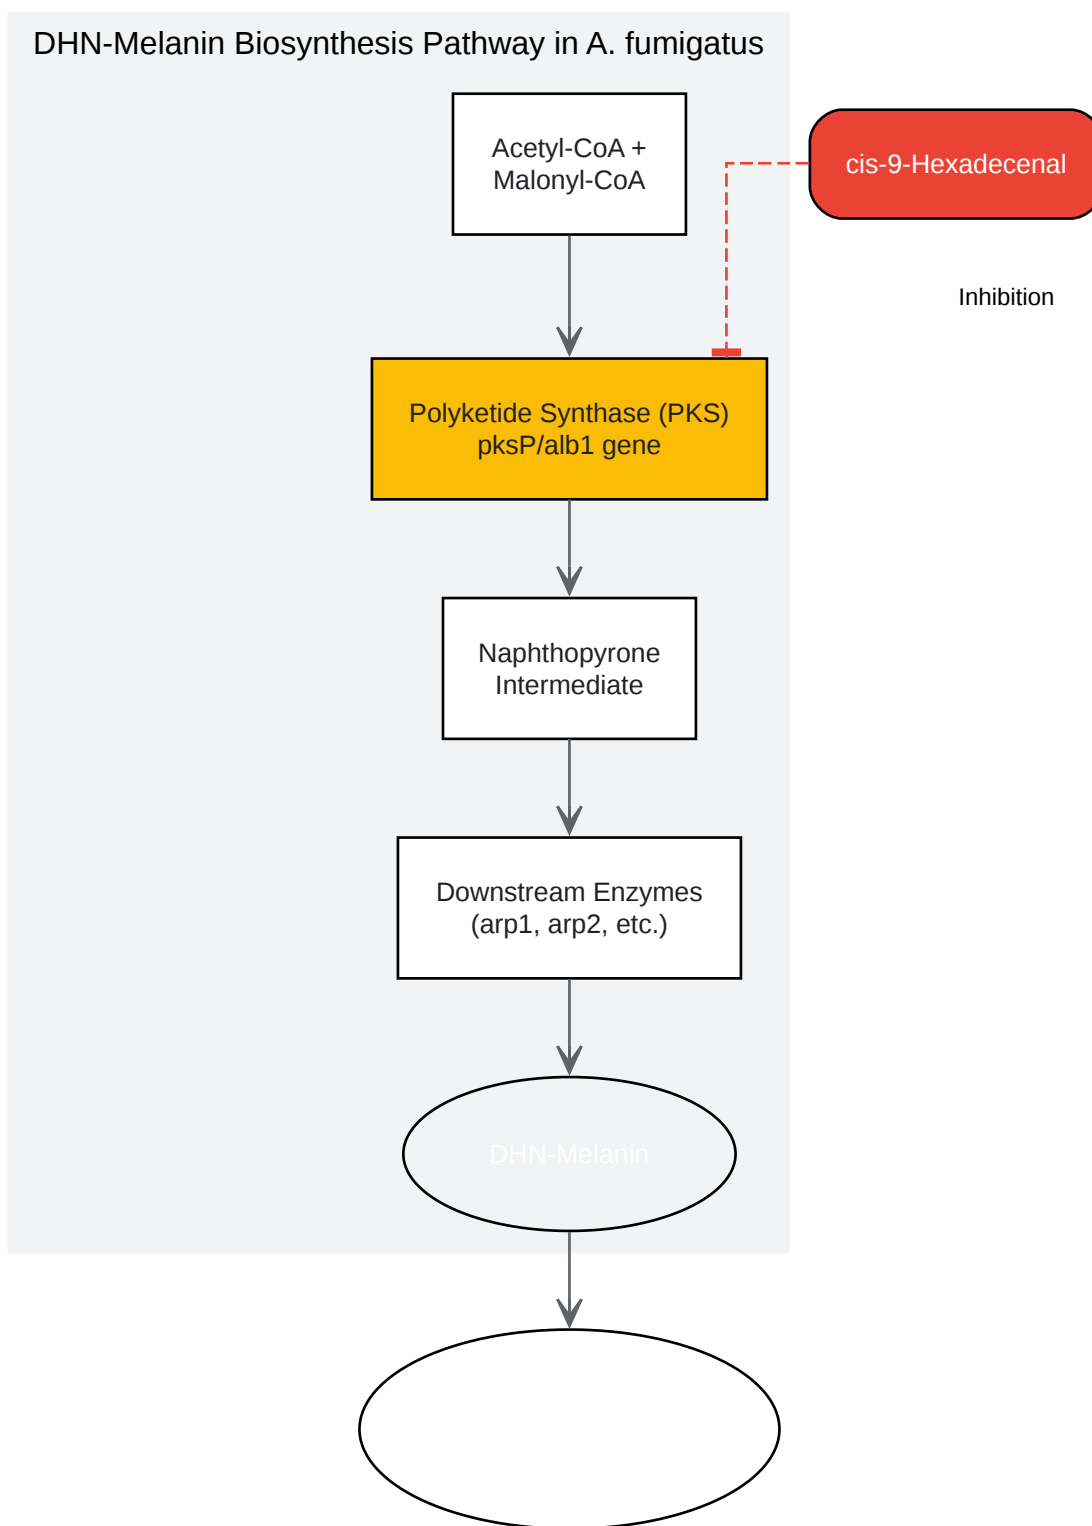 DHN-Melanin Biosynthesis Pathway in A. fumigatus
Acetyl-CoA +
Malonyl-CoA
cis-9-Hexadecenal
Inhibition
Polyketide Synthase (PKS)
pksP/alb1 gene
Naphthopyrone
Intermediate
Downstream Enzymes
(arp1, arp2, etc.)
DHN-Melanin